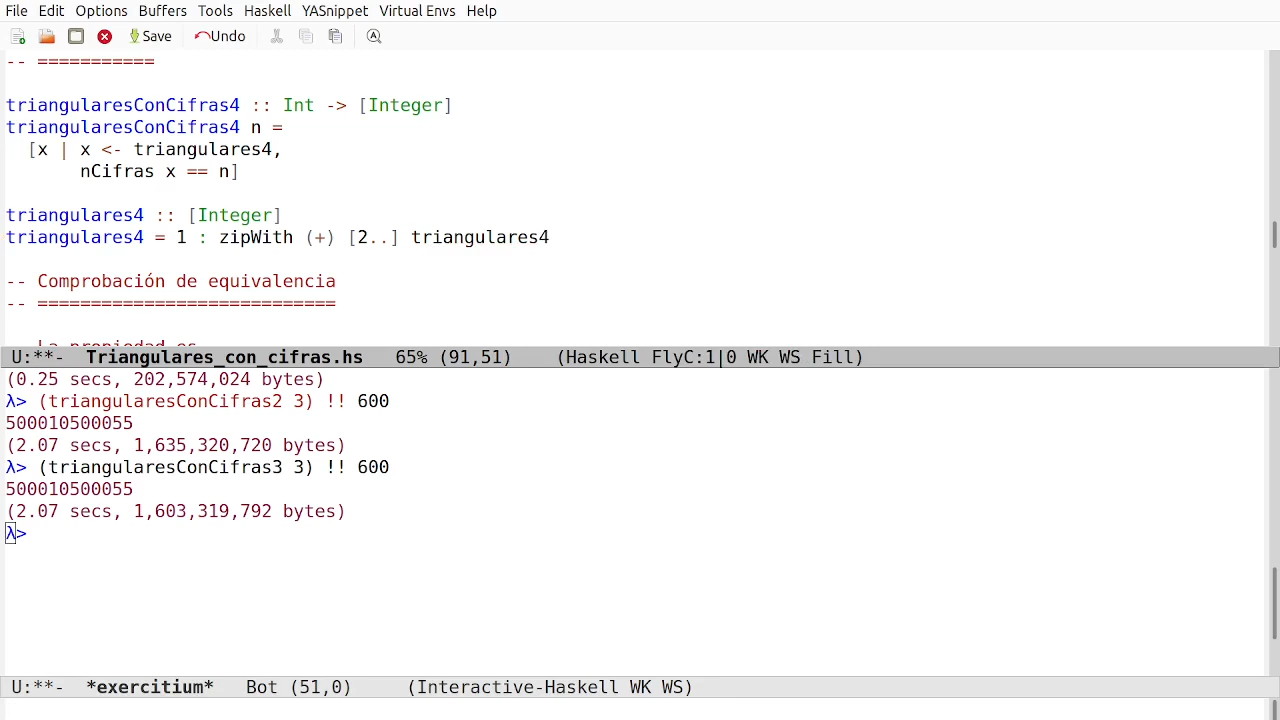 File Edit Options Buffers Tools Haskell YASnippet Virtual Envs Help
Save Undo
-- ===========
triangularesConCifras4 :: Int -> [Integer]
triangularesConCifras4 n =
  [x | x <- triangulares4,
       nCifras x == n]
triangulares4 :: [Integer]
triangulares4 = 1 : zipWith (+) [2..] triangulares4
-- Comprobación de equivalencia
-- ============================
-- La propiedad es
U:**-  Triangulares_con_cifras.hs   65% (91,51)    (Haskell FlyC:1|0 WK WS Fill)
(0.25 secs, 202,574,024 bytes)
λ> (triangularesConCifras2 3) !! 600
500010500055
(2.07 secs, 1,635,320,720 bytes)
λ> (triangularesConCifras3 3) !! 600
500010500055
(2.07 secs, 1,603,319,792 bytes)
λ>
U:**-  *exercitium*   Bot (51,0)     (Interactive-Haskell WK WS)